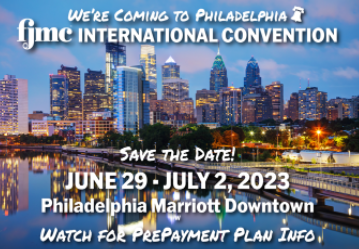 We're Coming to Philadelphia
fjmc INTERNATIONAL CONVENTION
Save the Date!
JUNE 29 - JULY 2, 2023
Philadelphia Marriott Downtown
Watch for PrePayment Plan Info